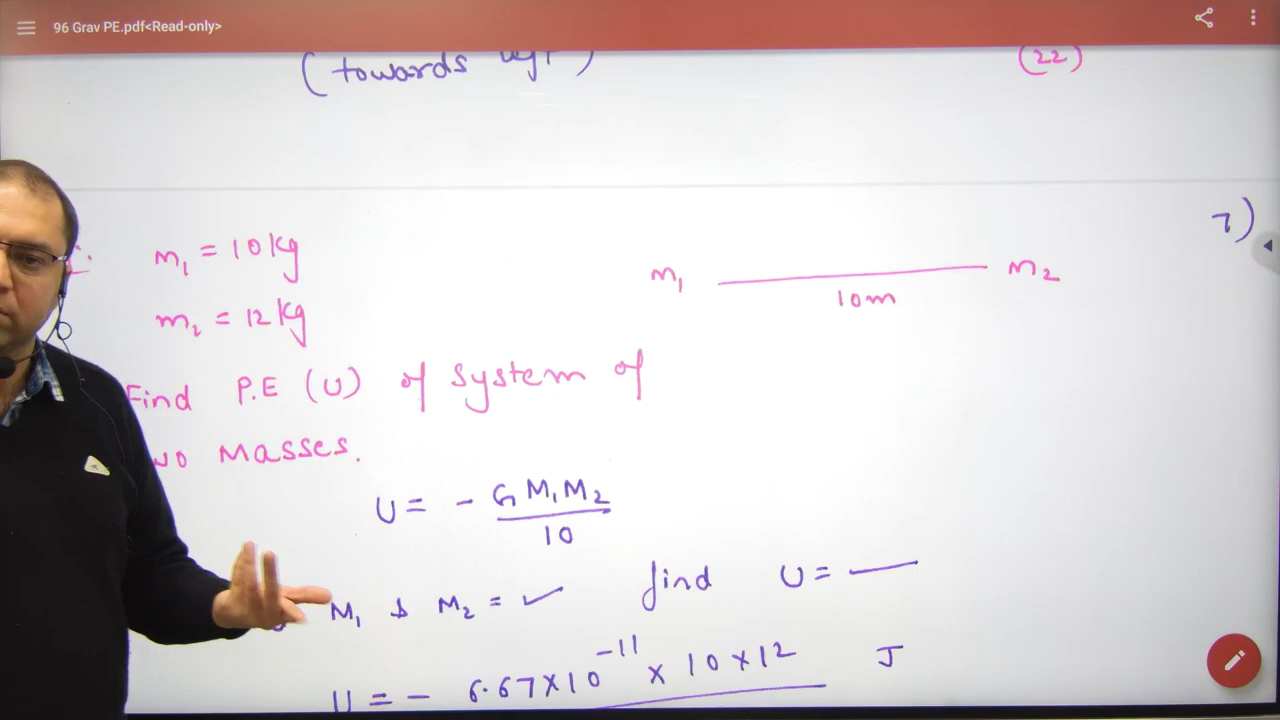 96 Grav PE.pdf<Read-only>
(towards
(22)
7)
m₁ = 10 kg
m₁ m₂
10m
m₂ = 12 kg
Find P.E (U) of system of
Masses.
U = - G M₁ M₂
10
M₁ & M₂ = ✓ find U = —
U = - 6.67 × 10⁻¹¹ × 10 × 12 J